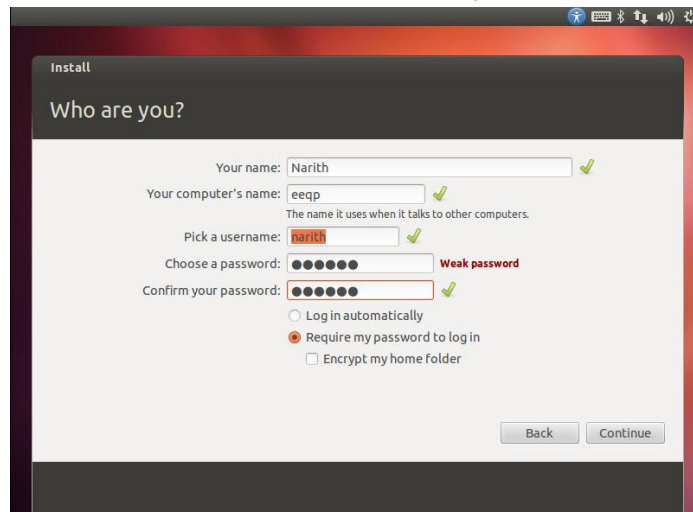 Install
Who are you?
Your name: Narith
Your computer's name: eeqp
The name it uses when it talks to other computers.
Pick a username: narith
Choose a password: ●●●●●● Weak password
Confirm your password: ●●●●●●
Log in automatically
Require my password to log in
Encrypt my home folder
Back Continue